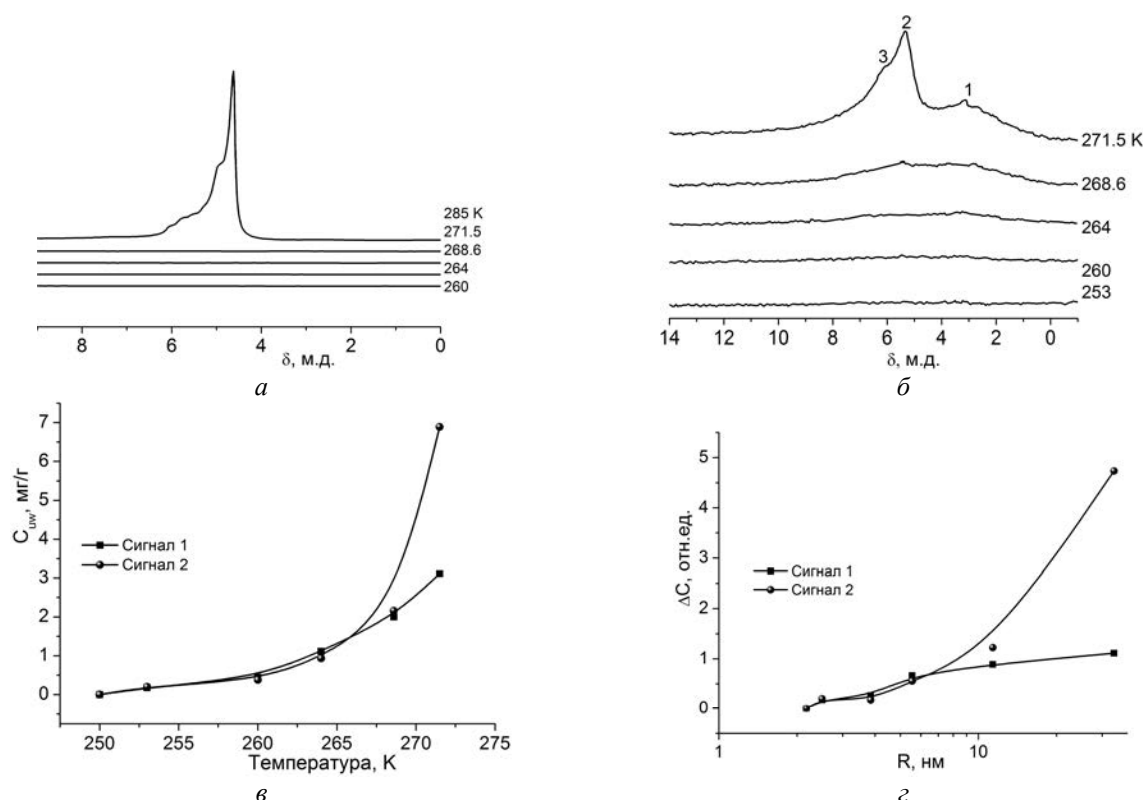 285 K
271.5
268.6
264
260
8 6 4 2 0
δ, м.д.
а
3
2
1
271.5 K
268.6
264
260
253
14 12 10 8 6 4 2 0
δ, м.д.
б
C_uw, мг/г
7
6
5
4
3
2
1
0
Сигнал 1
Сигнал 2
250 255 260 265 270 275
Температура, K
в
ΔC, отн.ед.
5
4
3
2
1
0
Сигнал 1
Сигнал 2
1 10
R, нм
г